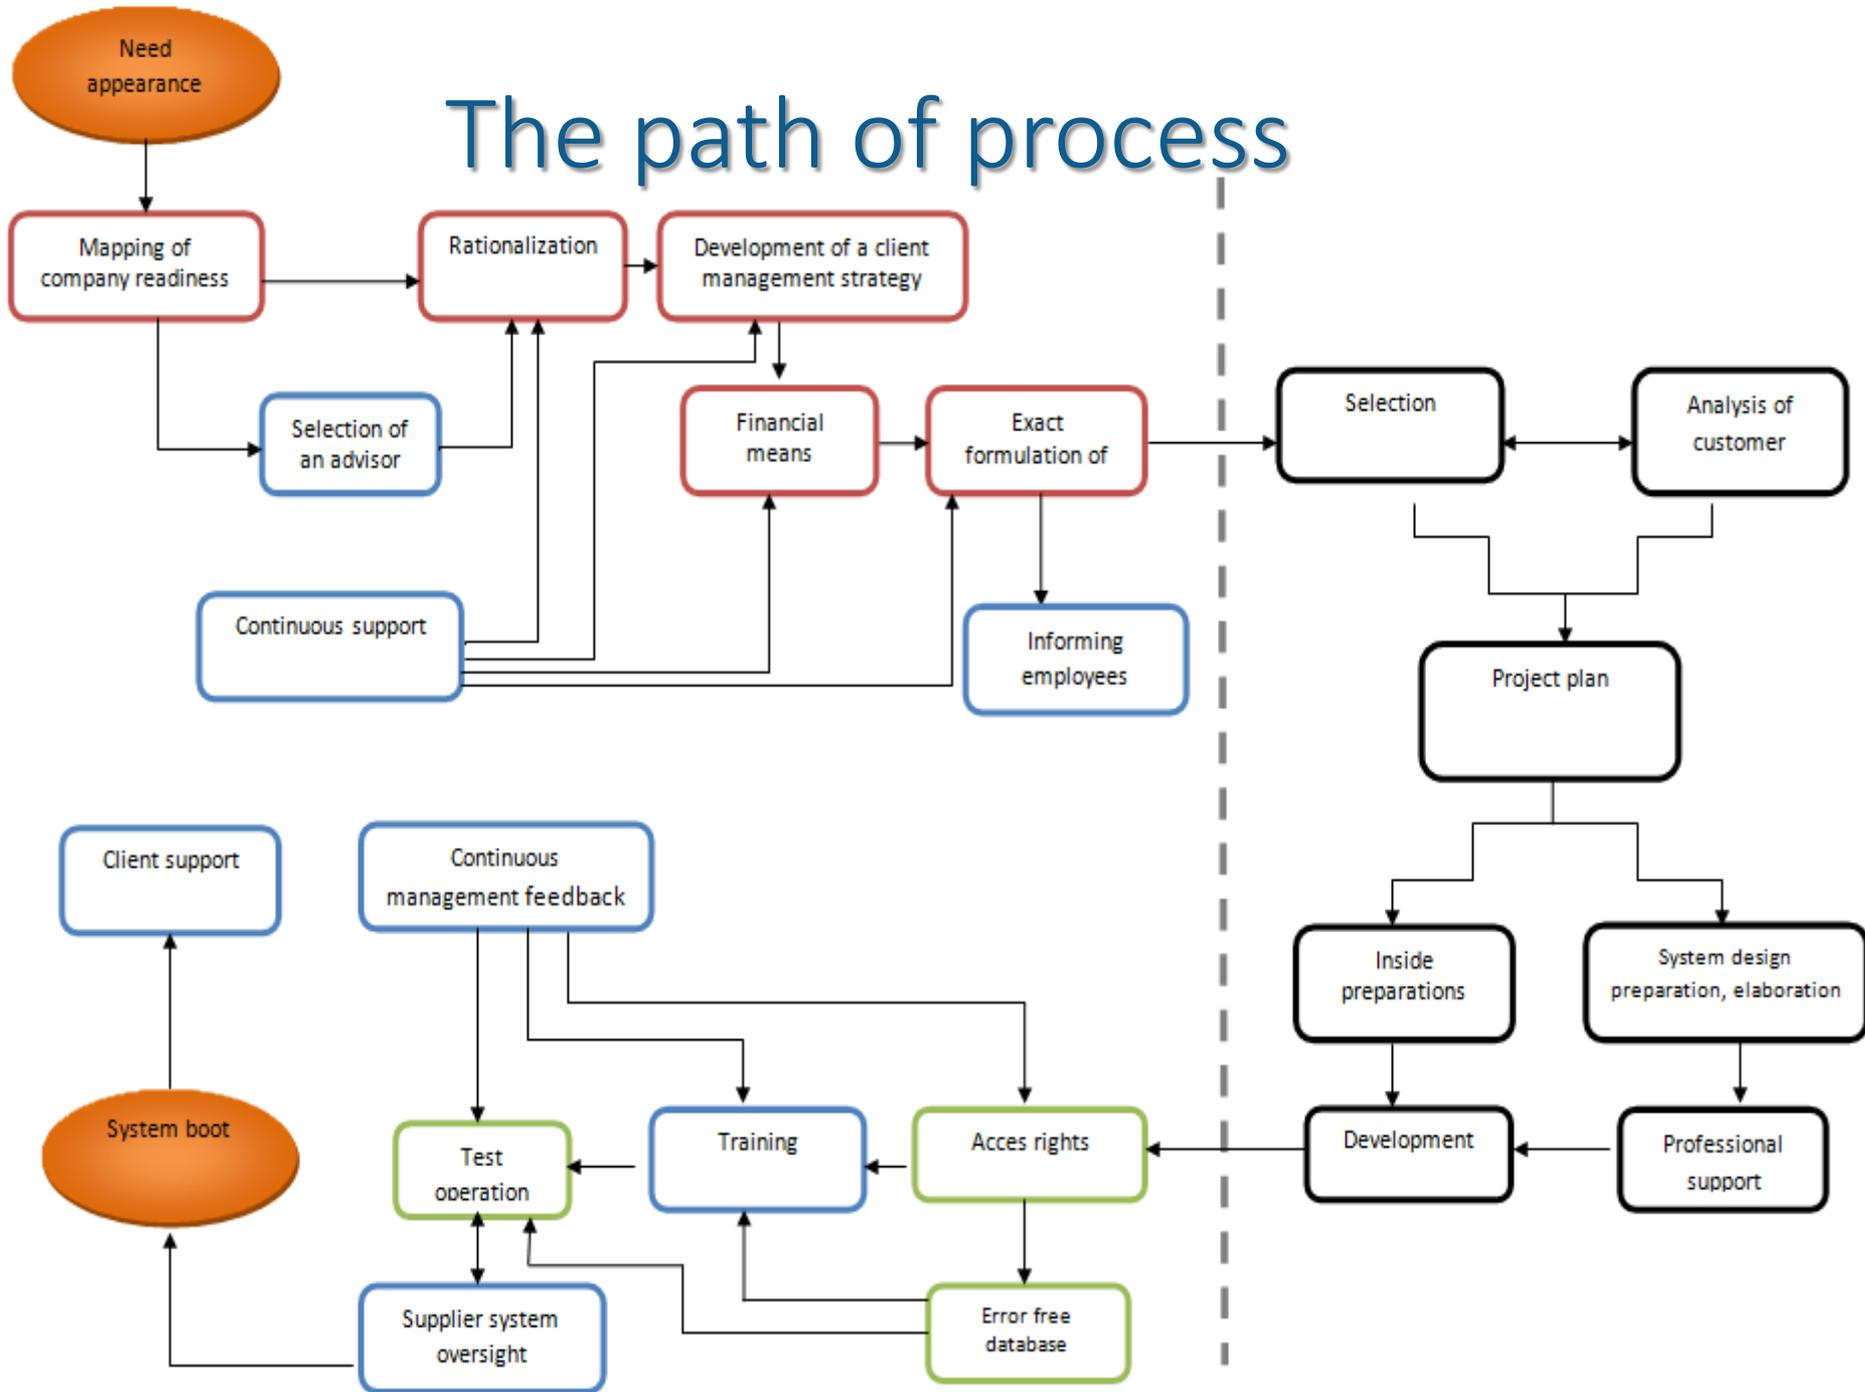 Need
appearance
The path of process
Mapping of
company readiness
Rationalization
Development of a client
management strategy
Selection of
an advisor
Financial
means
Exact
formulation of
Selection
Analysis of
customer
Continuous support
Informing
employees
Project plan
Client support
Continuous
management feedback
Inside
preparations
System design
preparation, elaboration
System boot
Test
operation
Training
Acces rights
Development
Professional
support
Supplier system
oversight
Error free
database